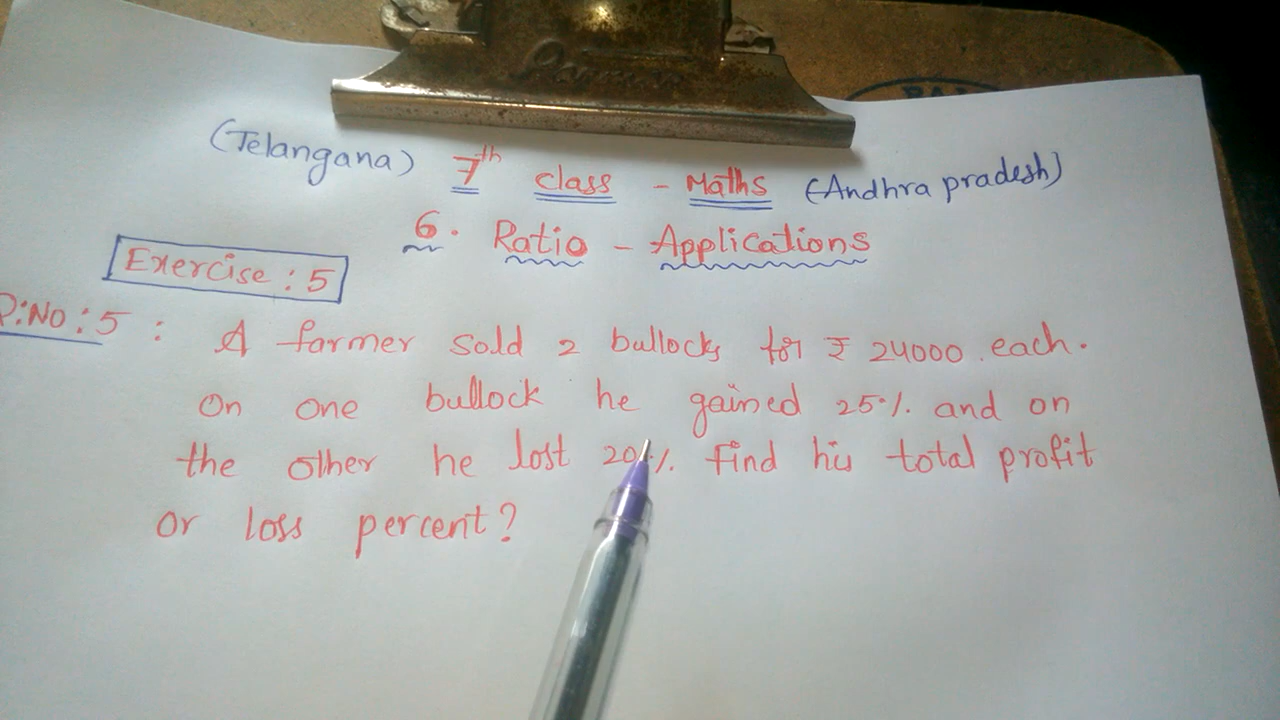 (Telangana) 7th class - Maths (Andhra pradesh)
6. Ratio - Applications
Exercise : 5
P.NO : 5 : A farmer sold 2 bullocks for ₹ 24000 each.
On one bullock he gained 25% and on
the other he lost 20% Find his total profit
or loss percent?